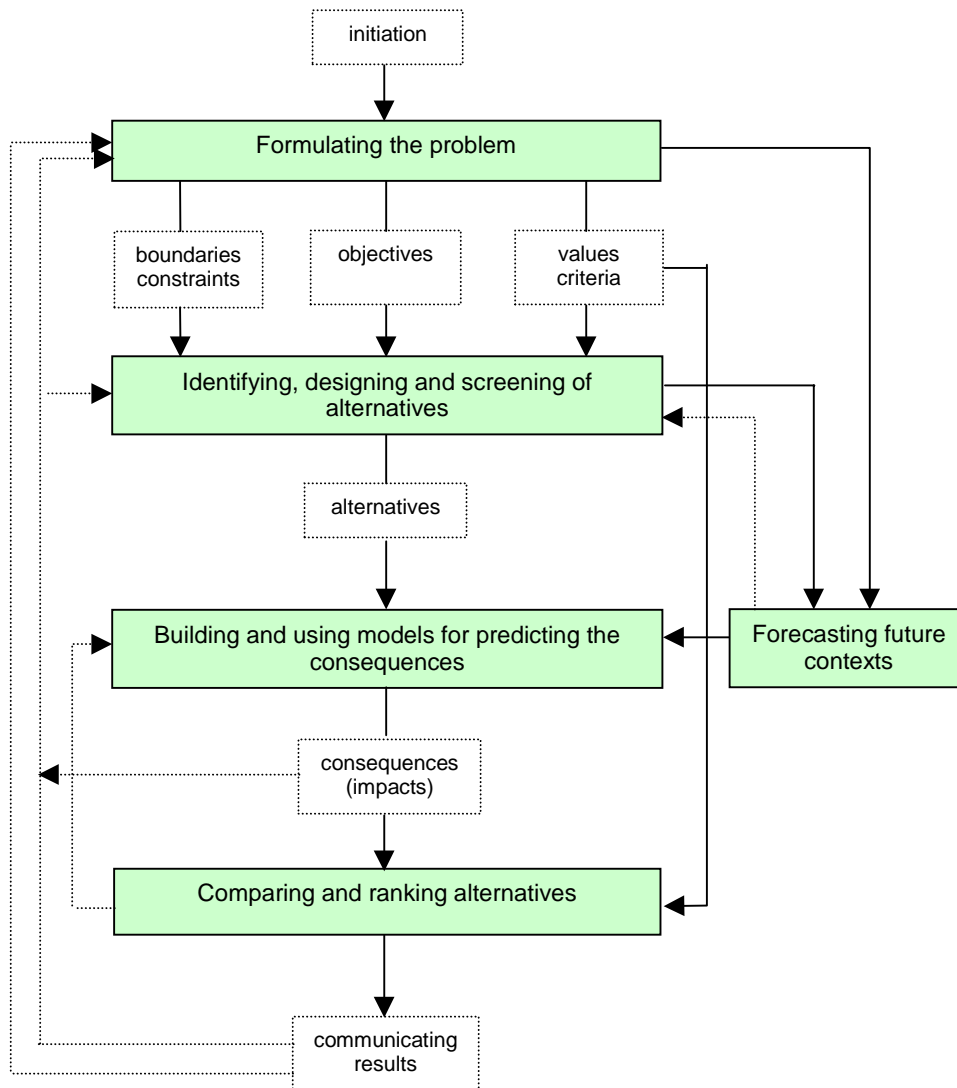 initiation
Formulating the problem
boundaries
constraints
objectives
values
criteria
Identifying, designing and screening of
alternatives
alternatives
Building and using models for predicting the
consequences
Forecasting future
contexts
consequences
(impacts)
Comparing and ranking alternatives
communicating
results